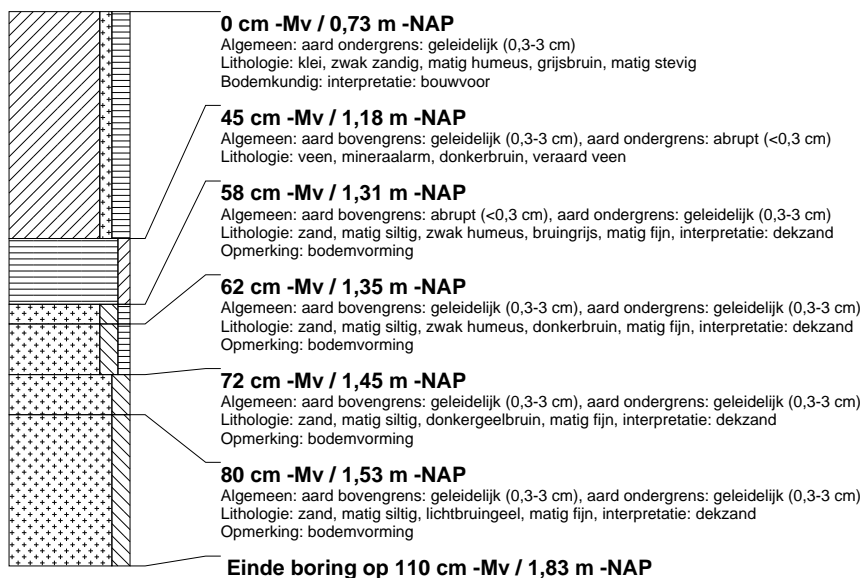 0 cm -Mv / 0,73 m -NAP
Algemeen: aard ondergrens: geleidelijk (0,3-3 cm)
Lithologie: klei, zwak zandig, matig humeus, grijsbruin, matig stevig
Bodemkundig: interpretatie: bouwvoor
45 cm -Mv / 1,18 m -NAP
Algemeen: aard bovengrens: geleidelijk (0,3-3 cm), aard ondergrens: abrupt (<0,3 cm)
Lithologie: veen, mineraalarm, donkerbruin, veraard veen
58 cm -Mv / 1,31 m -NAP
Algemeen: aard bovengrens: abrupt (<0,3 cm), aard ondergrens: geleidelijk (0,3-3 cm)
Lithologie: zand, matig siltig, zwak humeus, bruingrijs, matig fijn, interpretatie: dekzand
Opmerking: bodemvorming
62 cm -Mv / 1,35 m -NAP
Algemeen: aard bovengrens: geleidelijk (0,3-3 cm), aard ondergrens: geleidelijk (0,3-3 cm)
Lithologie: zand, matig siltig, zwak humeus, donkerbruin, matig fijn, interpretatie: dekzand
Opmerking: bodemvorming
72 cm -Mv / 1,45 m -NAP
Algemeen: aard bovengrens: geleidelijk (0,3-3 cm), aard ondergrens: geleidelijk (0,3-3 cm)
Lithologie: zand, matig siltig, donkergeelbruin, matig fijn, interpretatie: dekzand
Opmerking: bodemvorming
80 cm -Mv / 1,53 m -NAP
Algemeen: aard bovengrens: geleidelijk (0,3-3 cm), aard ondergrens: geleidelijk (0,3-3 cm)
Lithologie: zand, matig siltig, lichtbruingeel, matig fijn, interpretatie: dekzand
Opmerking: bodemvorming
Einde boring op 110 cm -Mv / 1,83 m -NAP